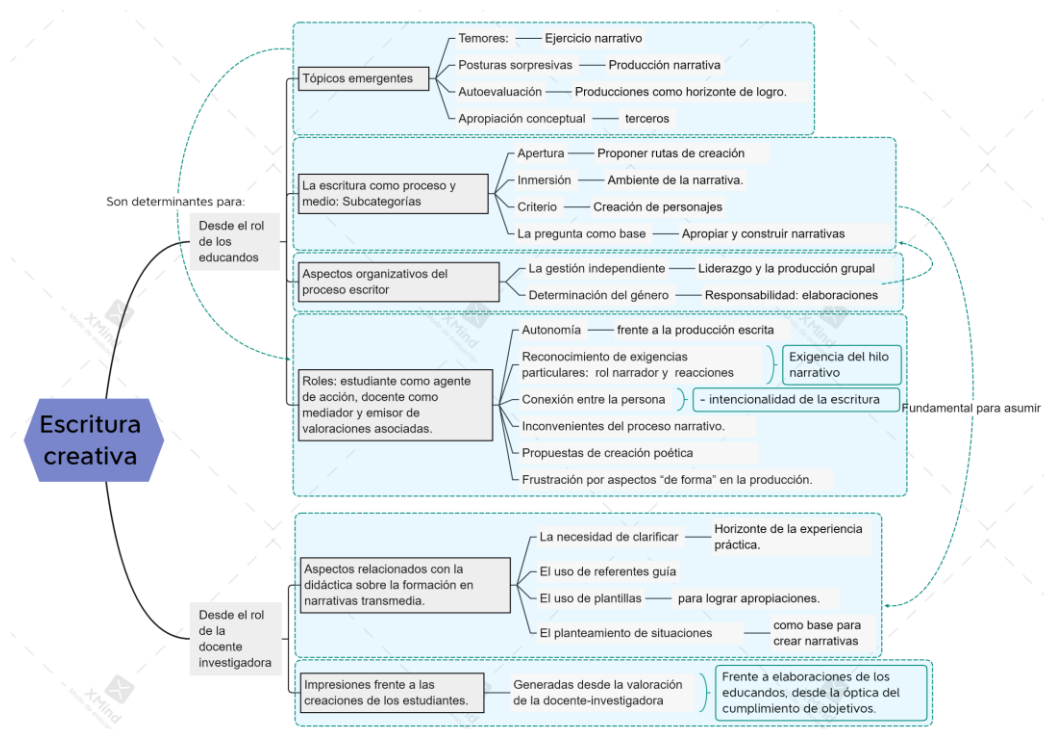 Temores:
Ejercicio narrativo
Posturas sorpresivas
Producción narrativa
Tópicos emergentes
Autoevaluación
Producciones como horizonte de logro.
Apropiación conceptual
terceros
Apertura
Proponer rutas de creación
Inmersión
Ambiente de la narrativa.
La escritura como proceso y
medio: Subcategorías
Criterio
Creación de personajes
La pregunta como base
Apropiar y construir narrativas
Son determinantes para:
Desde el rol
de los
educandos
Aspectos organizativos del
proceso escritor
La gestión independiente
Liderazgo y la producción grupal
Determinación del género
Responsabilidad: elaboraciones
Roles: estudiante como agente
de acción, docente como
mediador y emisor de
valoraciones asociadas.
Autonomía
frente a la producción escrita
Reconocimiento de exigencias
particulares: rol narrador y reacciones
Exigencia del hilo
narrativo
Conexión entre la persona
- intencionalidad de la escritura
Inconvenientes del proceso narrativo.
Propuestas de creación poética
Frustración por aspectos “de forma” en la producción.
Fundamental para asumir
Escritura
creativa
Desde el rol
de la
docente
investigadora
Aspectos relacionados con la
didáctica sobre la formación en
narrativas transmedia.
La necesidad de clarificar
Horizonte de la experiencia
práctica.
El uso de referentes guía
El uso de plantillas
para lograr apropiaciones.
El planteamiento de situaciones
como base para
crear narrativas
Impresiones frente a las
creaciones de los estudiantes.
Generadas desde la valoración
de la docente-investigadora
Frente a elaboraciones de los
educandos, desde la óptica del
cumplimiento de objetivos.
XMind
XMind
XMind
XMind
XMind
XMind